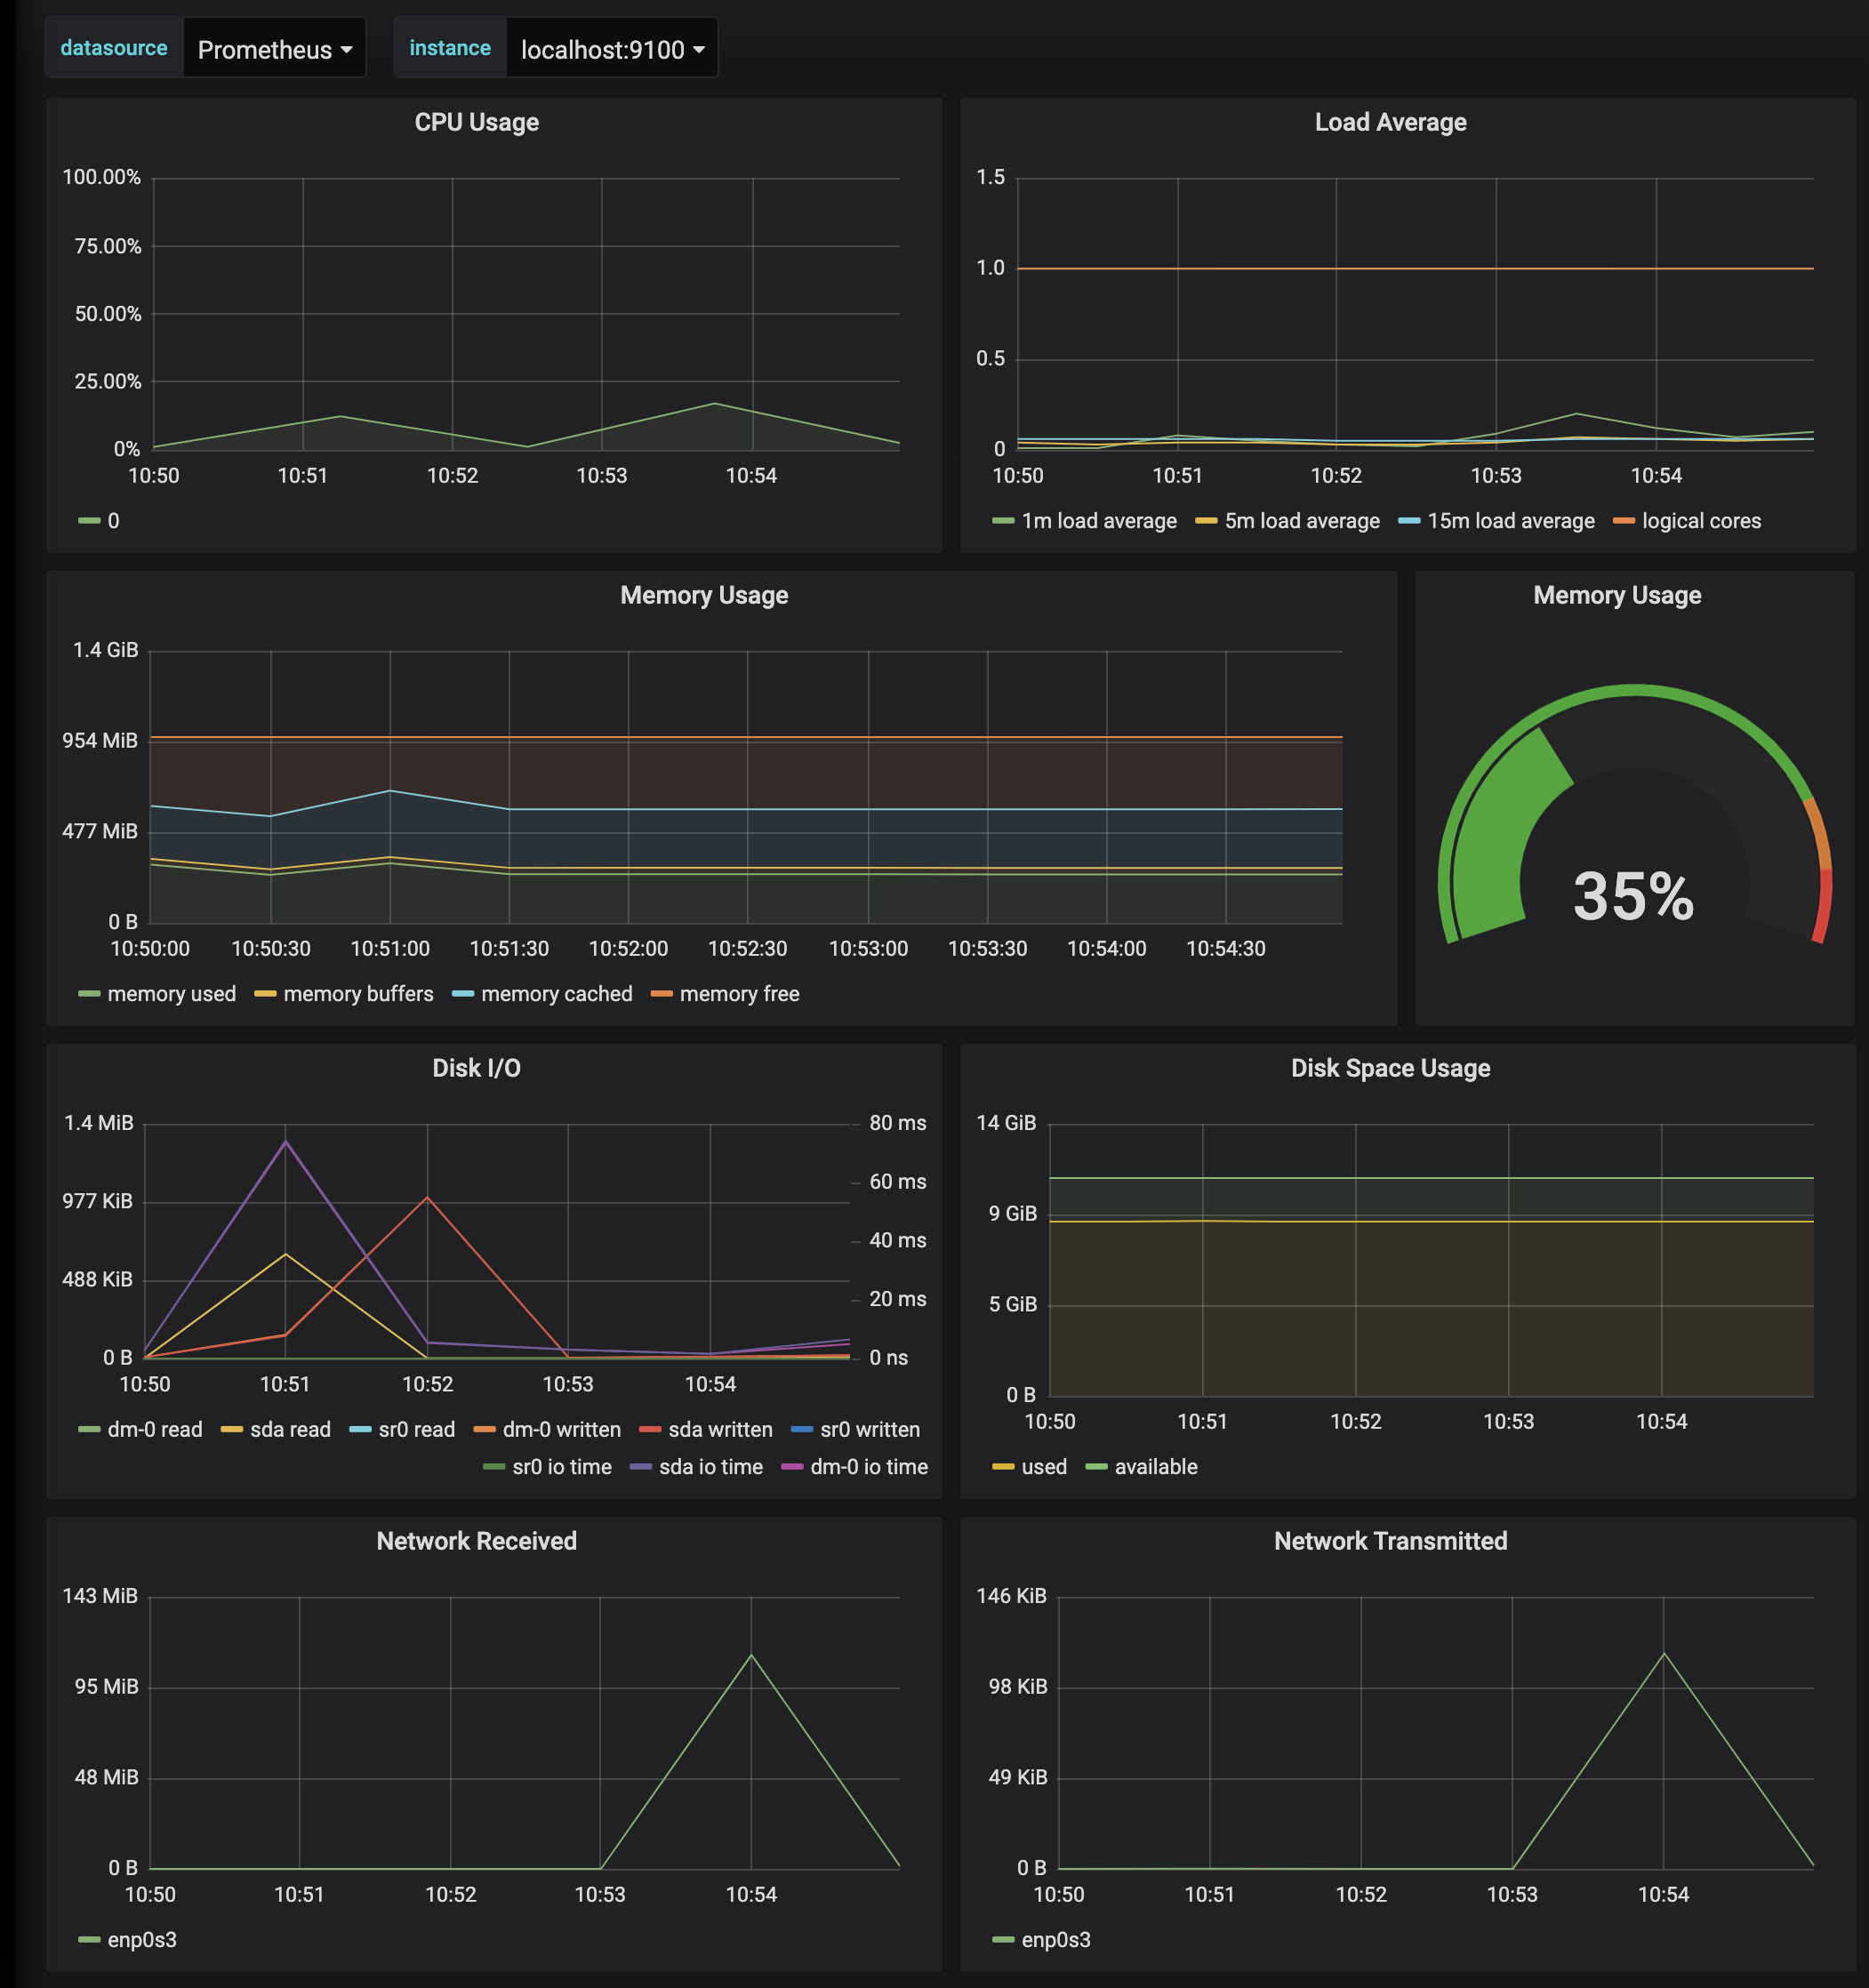 datasource Prometheus instance localhost:9100
CPU Usage
100.00%
75.00%
50.00%
25.00%
0%
10:50 10:51 10:52 10:53 10:54
0
Load Average
1.5
1.0
0.5
0
10:50 10:51 10:52 10:53 10:54
1m load average 5m load average 15m load average logical cores
Memory Usage
1.4 GiB
954 MiB
477 MiB
0 B
10:50:00 10:50:30 10:51:00 10:51:30 10:52:00 10:52:30 10:53:00 10:53:30 10:54:00 10:54:30
memory used memory buffers memory cached memory free
Memory Usage
35%
Disk I/O
1.4 MiB 80 ms
977 KiB 60 ms
488 KiB 40 ms
20 ms
0 B 0 ns
10:50 10:51 10:52 10:53 10:54
dm-0 read sda read sr0 read dm-0 written sda written sr0 written
sr0 io time sda io time dm-0 io time
Disk Space Usage
14 GiB
9 GiB
5 GiB
0 B
10:50 10:51 10:52 10:53 10:54
used available
Network Received
143 MiB
95 MiB
48 MiB
0 B
10:50 10:51 10:52 10:53 10:54
enp0s3
Network Transmitted
146 KiB
98 KiB
49 KiB
0 B
10:50 10:51 10:52 10:53 10:54
enp0s3